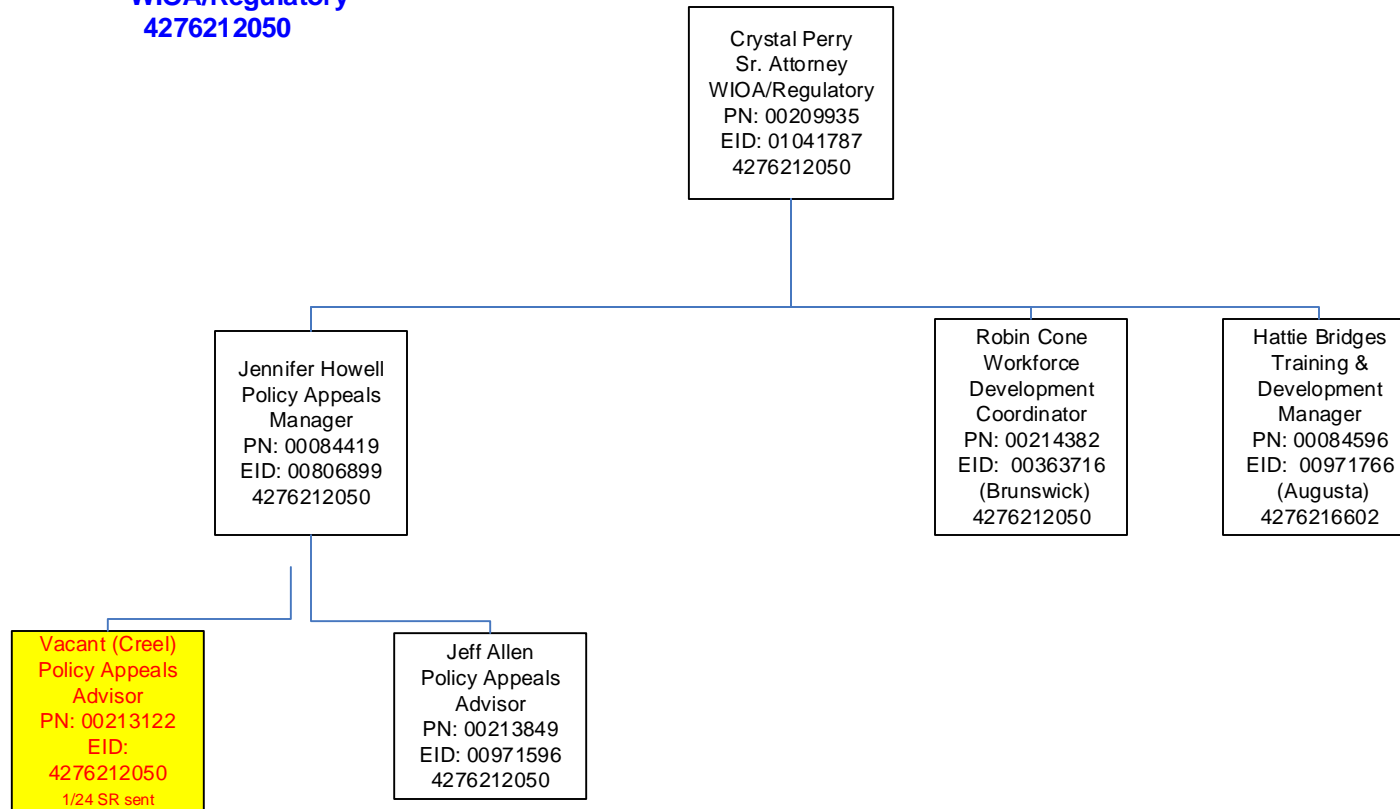 WIOA/Regulatory
4276212050
Crystal Perry
Sr. Attorney
WIOA/Regulatory
PN: 00209935
EID: 01041787
4276212050
Jennifer Howell
Policy Appeals
Manager
PN: 00084419
EID: 00806899
4276212050
Robin Cone
Workforce
Development
Coordinator
PN: 00214382
EID: 00363716
(Brunswick)
4276212050
Hattie Bridges
Training &
Development
Manager
PN: 00084596
EID: 00971766
(Augusta)
4276216602
Vacant (Creel)
Policy Appeals
Advisor
PN: 00213122
EID:
4276212050
1/24 SR sent
Jeff Allen
Policy Appeals
Advisor
PN: 00213849
EID: 00971596
4276212050